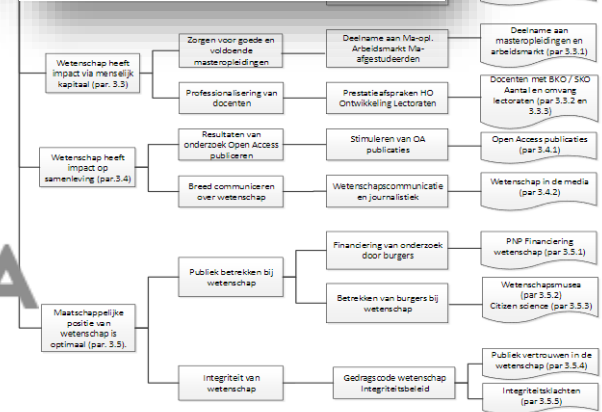 Zorgen voor goede en
voldoende
masteropleidingen
Deelname aan Ma-opl.
Arbeidsmarkt Ma-
afgestudeerden
Deelname aan
masteropleidingen en
arbeidsmarkt (par 3.3.1)
Wetenschap heeft
impact via menselijk
kapitaal (par. 3.3)
Professionalisering van
docenten
Prestatieafspraken HO
Ontwikkeling Lectoraten
Docenten met BKO / SKO
Aantal en omvang
lectoraten (par 3.3.2 en
3.3.3)
Resultaten van
onderzoek Open Access
publiceren
Stimuleren van OA
publicaties
Open Access publicaties
(par 3.4.1)
Wetenschap heeft
impact op
samenleving (par.3.4)
Breed communiceren
over wetenschap
Wetenschapscommunicatie
en journalistiek
Wetenschap in de media
(par 3.4.2)
Financiering van onderzoek
door burgers
PNP Financiering
wetenschap (par 3.5.1)
Publiek betrekken bij
wetenschap
Betrekken van burgers bij
wetenschap
Wetenschapsmusea
(par 3.5.2)
Citizen science (par 3.5.3)
Maatschappelijke
positie van
wetenschap is
optimaal (par. 3.5).
Integriteit van
wetenschap
Gedragscode wetenschap
Integriteitsbeleid
Publiek vertrouwen in de
wetenschap (par 3.5.4)
Integriteitsklachten
(par 3.5.5)
A